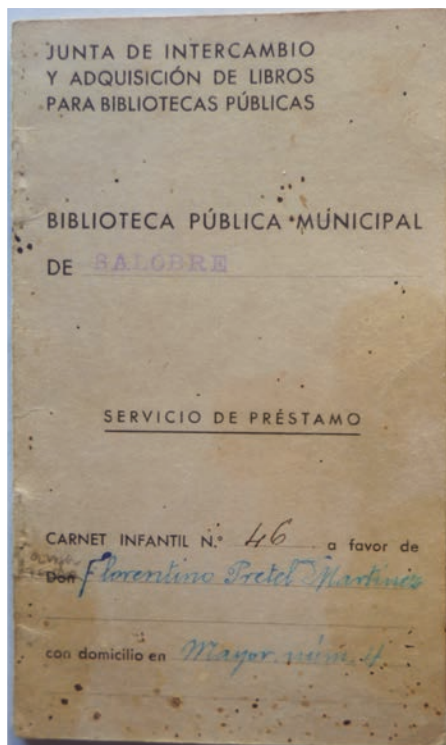 JUNTA DE INTERCAMBIO
Y ADQUISICIÓN DE LIBROS
PARA BIBLIOTECAS PÚBLICAS
BIBLIOTECA PÚBLICA MUNICIPAL
DE SALOBRE
SERVICIO DE PRÉSTAMO
CARNET INFANTIL N.º 46 a favor de
Don Florentino Pretel Martinez
con domicilio en Mayor núm. 4